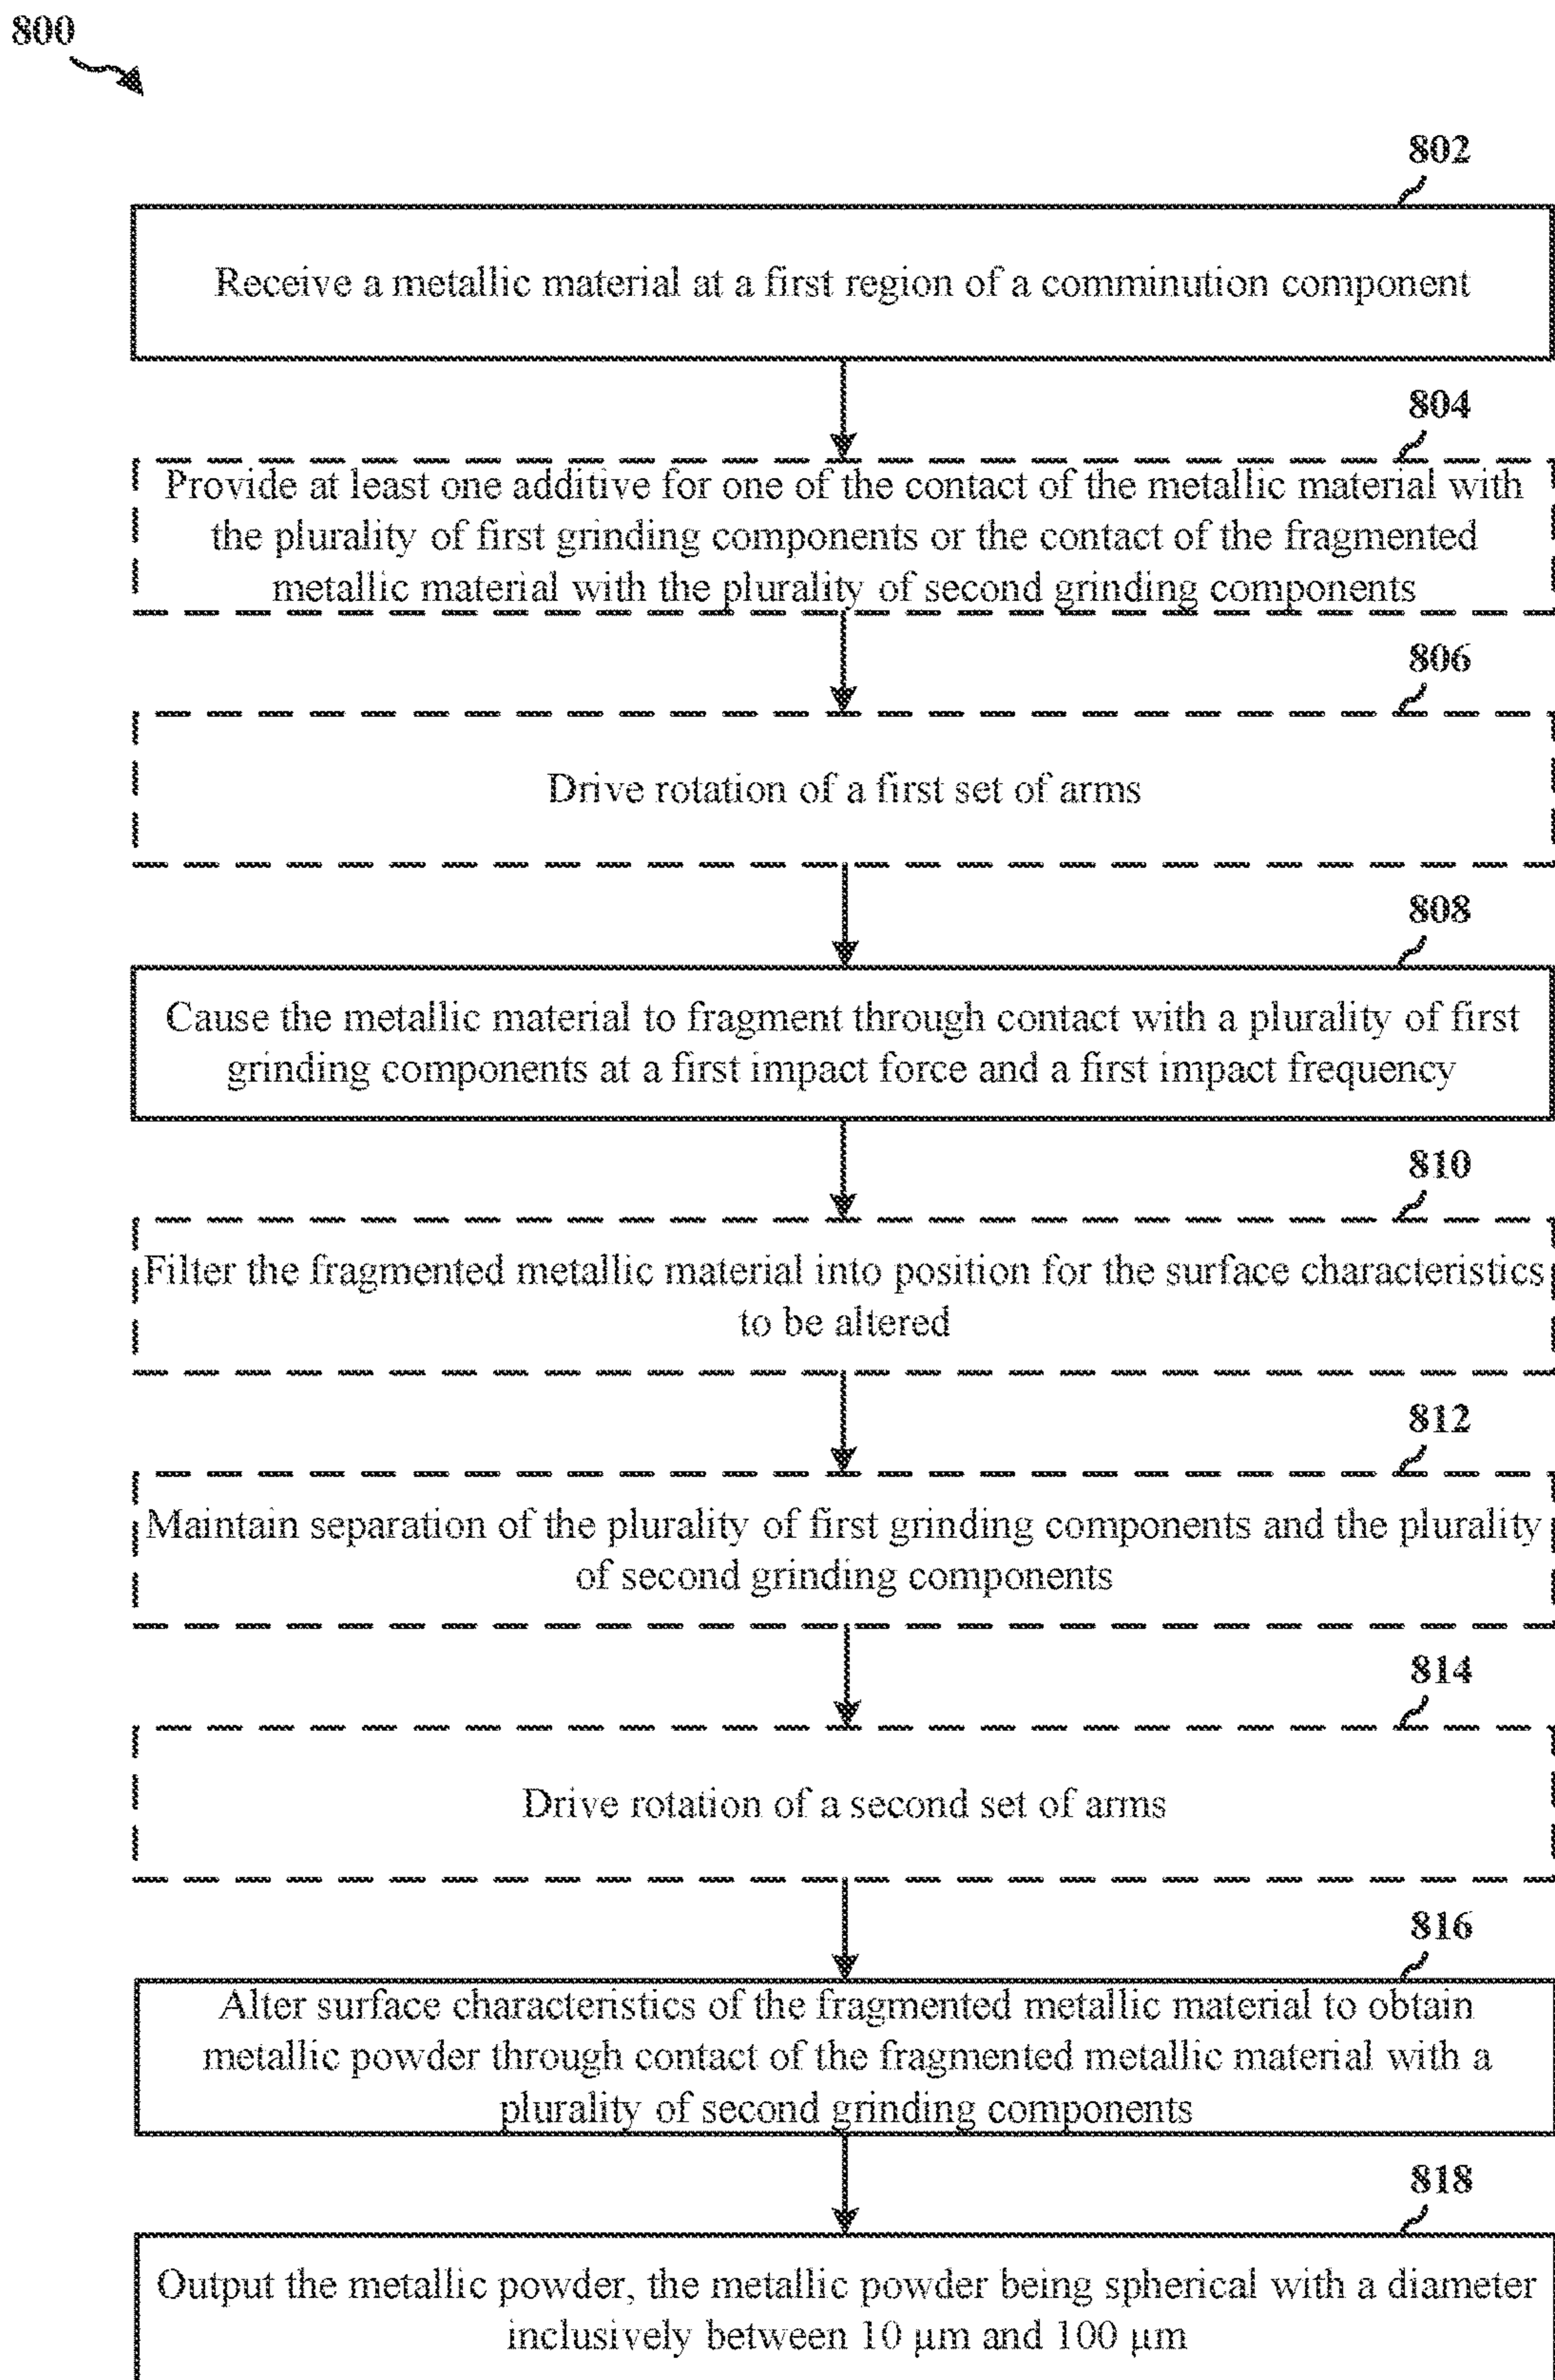 800
802
Receive a metallic material at a first region of a comminution component
804
Provide at least one additive for one of the contact of the metallic material with
the plurality of first grinding components or the contact of the fragmented
metallic material with the plurality of second grinding components
806
Drive rotation of a first set of arms
808
Cause the metallic material to fragment through contact with a plurality of first
grinding components at a first impact force and a first impact frequency
810
Filter the fragmented metallic material into position for the surface characteristics
to be altered
812
Maintain separation of the plurality of first grinding components and the plurality
of second grinding components
814
Drive rotation of a second set of arms
816
Alter surface characteristics of the fragmented metallic material to obtain
metallic powder through contact of the fragmented metallic material with a
plurality of second grinding components
818
Output the metallic powder, the metallic powder being spherical with a diameter
inclusively between 10 μm and 100 μm